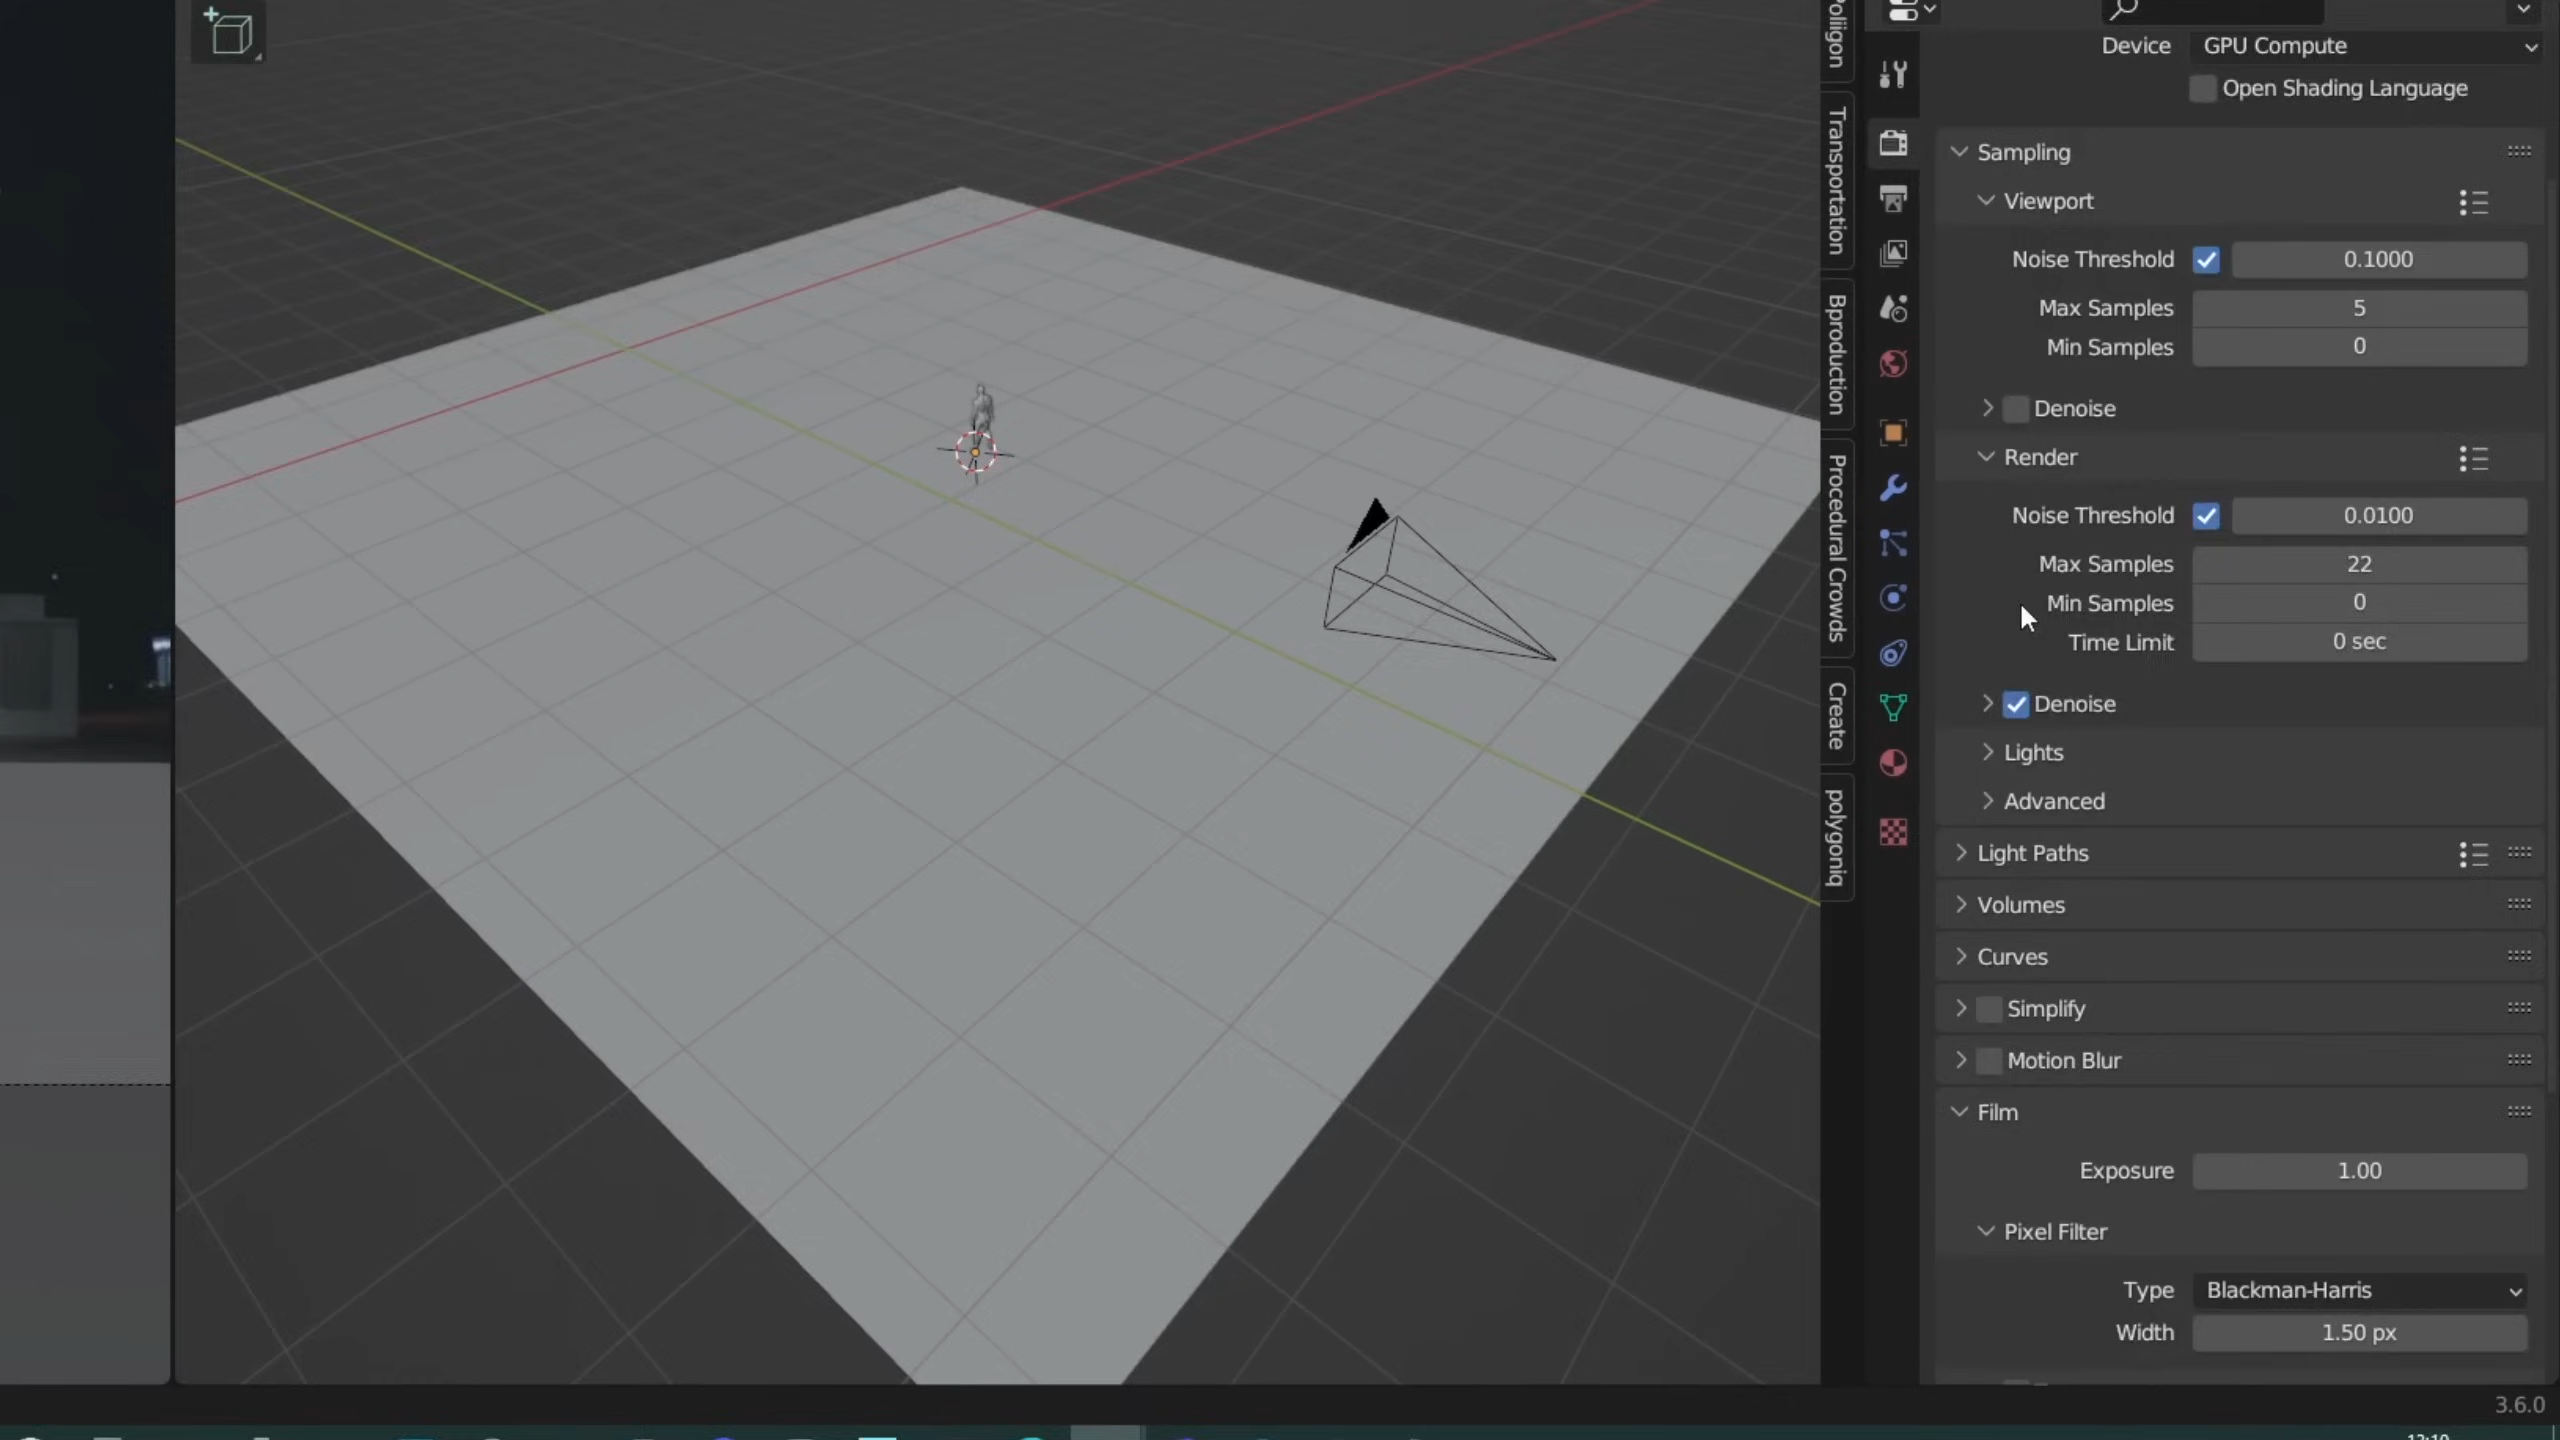 Poliigon
Transportation
Bproduction
Procedural Crowds
Create
polygoniq
Device GPU Compute
Open Shading Language
Sampling
Viewport
Noise Threshold 0.1000
Max Samples 5
Min Samples 0
Denoise
Render
Noise Threshold 0.0100
Max Samples 22
Min Samples 0
Time Limit 0 sec
Denoise
Lights
Advanced
Light Paths
Volumes
Curves
Simplify
Motion Blur
Film
Exposure 1.00
Pixel Filter
Type Blackman-Harris
Width 1.50 px
3.6.0